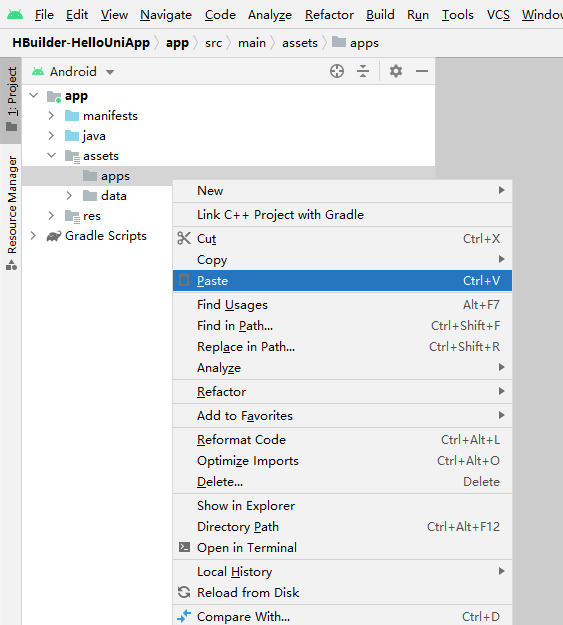 File Edit View Navigate Code Analyze Refactor Build Run Tools VCS Window
HBuilder-HelloUniApp app src main assets apps
1: Project
Resource Manager
Android
app
manifests
java
assets
apps
data
res
Gradle Scripts
New
Link C++ Project with Gradle
Cut Ctrl+X
Copy
Paste Ctrl+V
Find Usages Alt+F7
Find in Path... Ctrl+Shift+F
Replace in Path... Ctrl+Shift+R
Analyze
Refactor
Add to Favorites
Reformat Code Ctrl+Alt+L
Optimize Imports Ctrl+Alt+O
Delete... Delete
Show in Explorer
Directory Path Ctrl+Alt+F12
Open in Terminal
Local History
Reload from Disk
Compare With... Ctrl+D